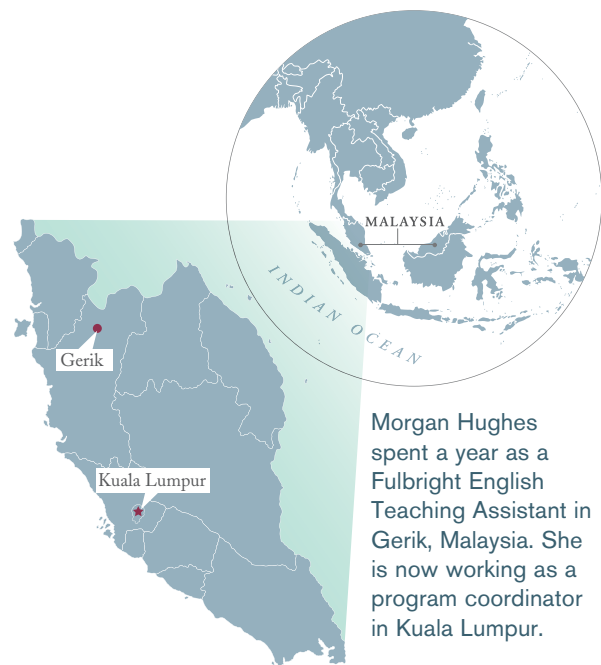 MALAYSIA
INDIAN OCEAN
Gerik
Kuala Lumpur
Morgan Hughes
spent a year as a
Fulbright English
Teaching Assistant in
Gerik, Malaysia. She
is now working as a
program coordinator
in Kuala Lumpur.